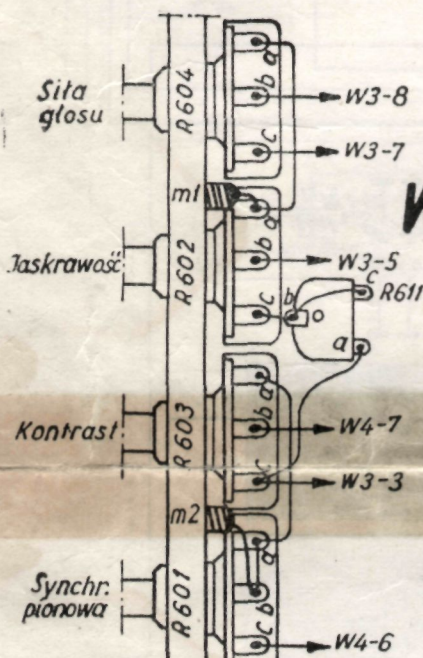 Siła
głosu
R604
a
b
W3-8
c
W3-7
m1
Jaskrawość
R602
a
b
W3-5
c
b
c
R611
a
Kontrast
R603
a
b
W4-7
c
W3-3
m2
Synchr.
pionowa
R601
a
b
c
W4-6